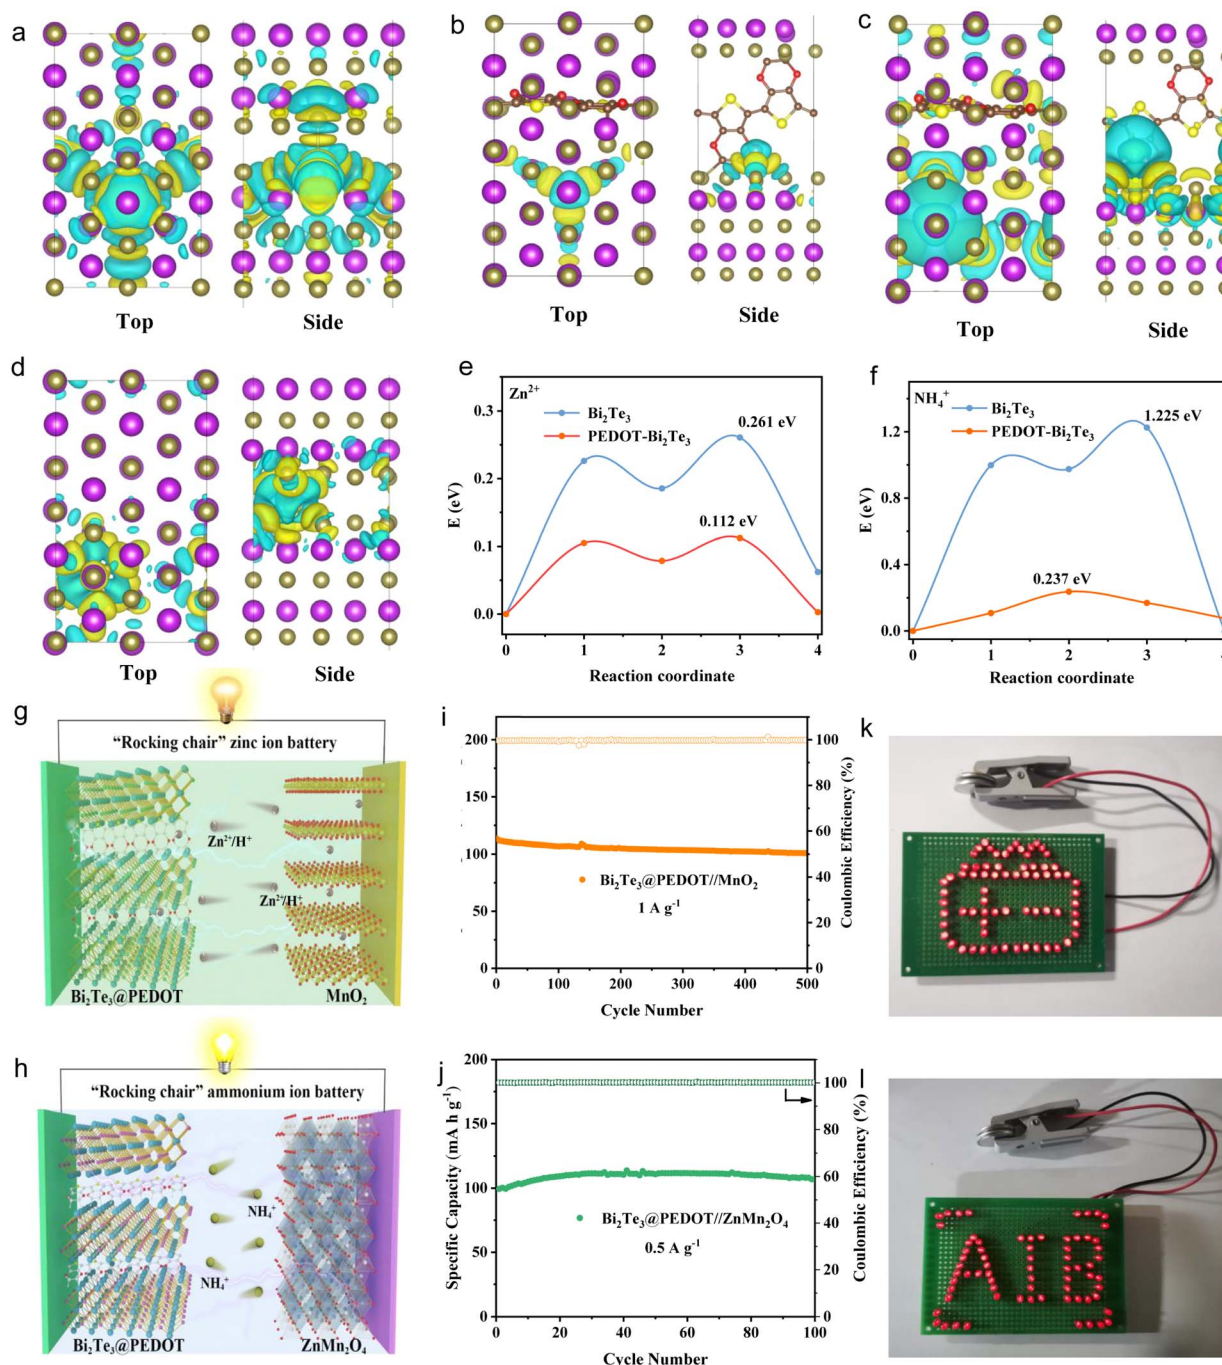 a
b
c
Top
Side
Top
Side
Top
Side
d
Top
Side
e
Zn²⁺
Bi₂Te₃
PEDOT-Bi₂Te₃
0.261 eV
0.112 eV
E (eV)
0.3
0.2
0.1
0.0
0 1 2 3 4
Reaction coordinate
f
NH₄⁺
Bi₂Te₃
PEDOT-Bi₂Te₃
1.225 eV
0.237 eV
E (eV)
1.2
0.8
0.4
0.0
0 1 2 3
Reaction coordinate
g
“Rocking chair” zinc ion battery
Zn²⁺/H⁺
Zn²⁺/H⁺
Bi₂Te₃@PEDOT
MnO₂
h
“Rocking chair” ammonium ion battery
NH₄⁺
NH₄⁺
Bi₂Te₃@PEDOT
ZnMn₂O₄
i
200
175
150
125
100
75
50
25
0
Bi₂Te₃@PEDOT//MnO₂
1 A g⁻¹
0 100 200 300 400 500
Cycle Number
100
80
60
40
20
0
Coulombic Efficiency (%)
j
Specific Capacity (mA h g⁻¹)
200
150
100
50
0
Bi₂Te₃@PEDOT//ZnMn₂O₄
0.5 A g⁻¹
0 20 40 60 80 100
Cycle Number
100
80
60
40
20
0
Coulombic Efficiency (%)
k
+ -
l
AIB